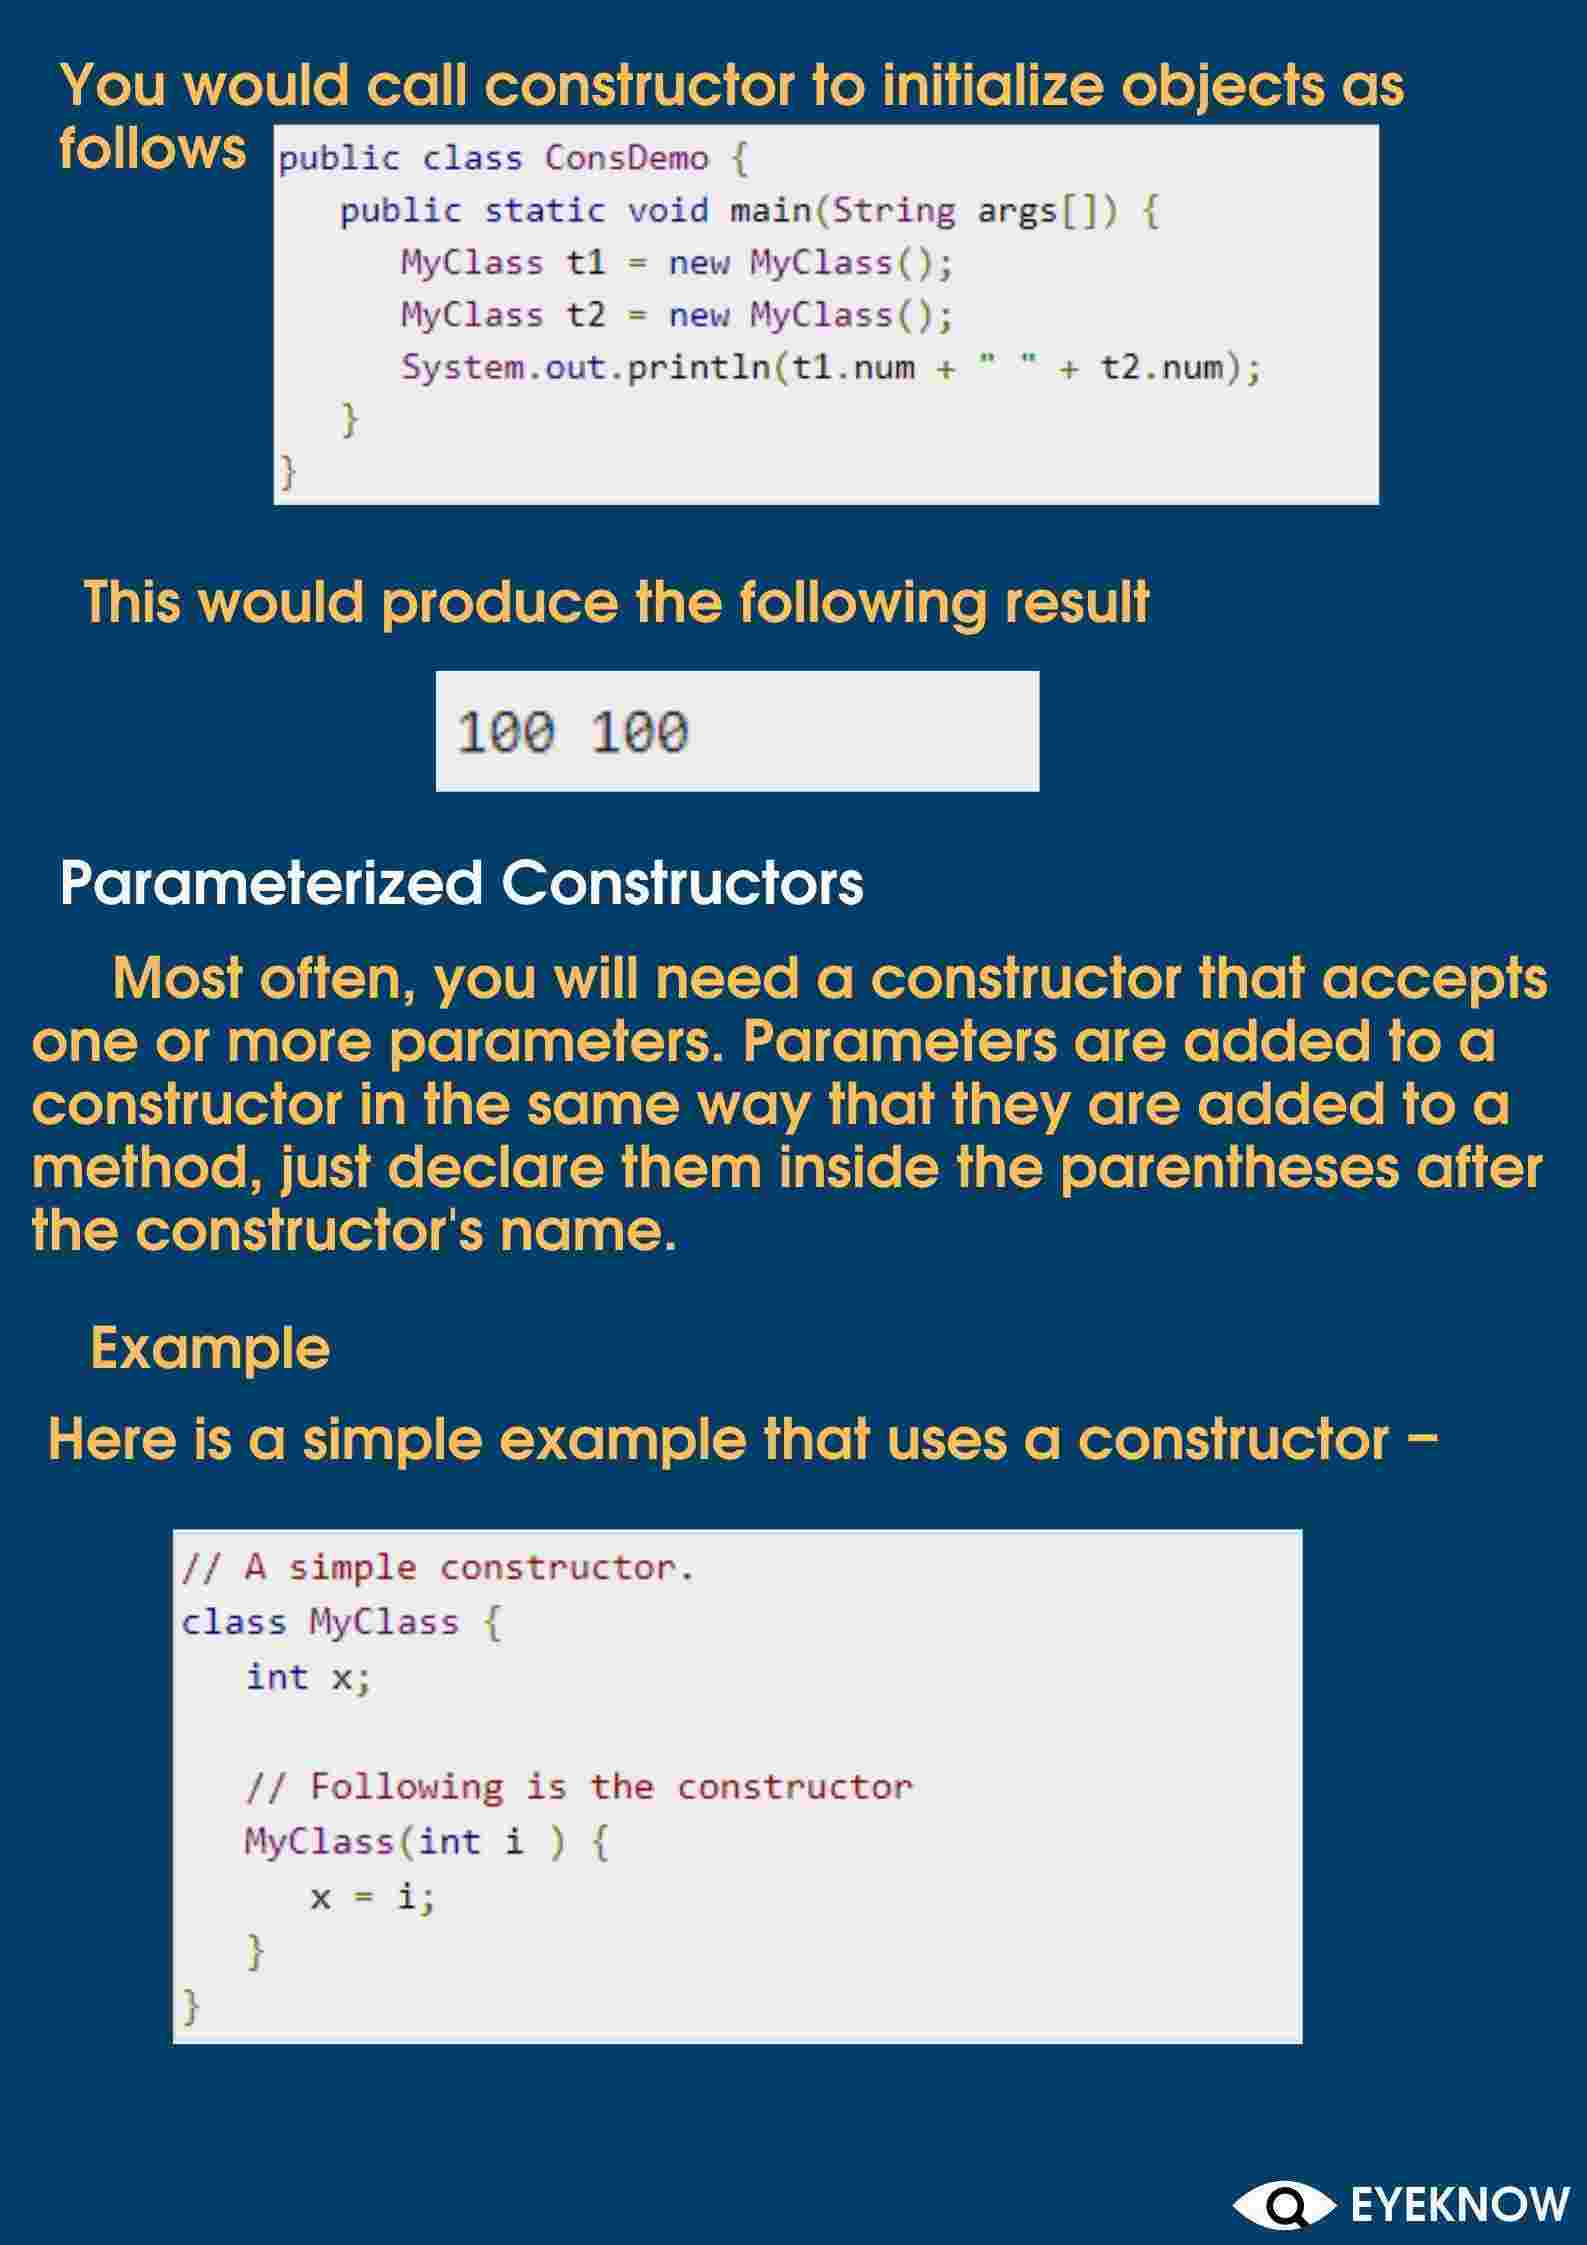 You would call constructor to initialize objects as
follows
public class ConsDemo {
   public static void main(String args[]) {
      MyClass t1 = new MyClass();
      MyClass t2 = new MyClass();
      System.out.println(t1.num + " " + t2.num);
   }
}
This would produce the following result
100 100
Parameterized Constructors
Most often, you will need a constructor that accepts
one or more parameters. Parameters are added to a
constructor in the same way that they are added to a
method, just declare them inside the parentheses after
the constructor's name.
Example
Here is a simple example that uses a constructor –
// A simple constructor.
class MyClass {
   int x;
   // Following is the constructor
   MyClass(int i ) {
      x = i;
   }
}
EYEKNOW